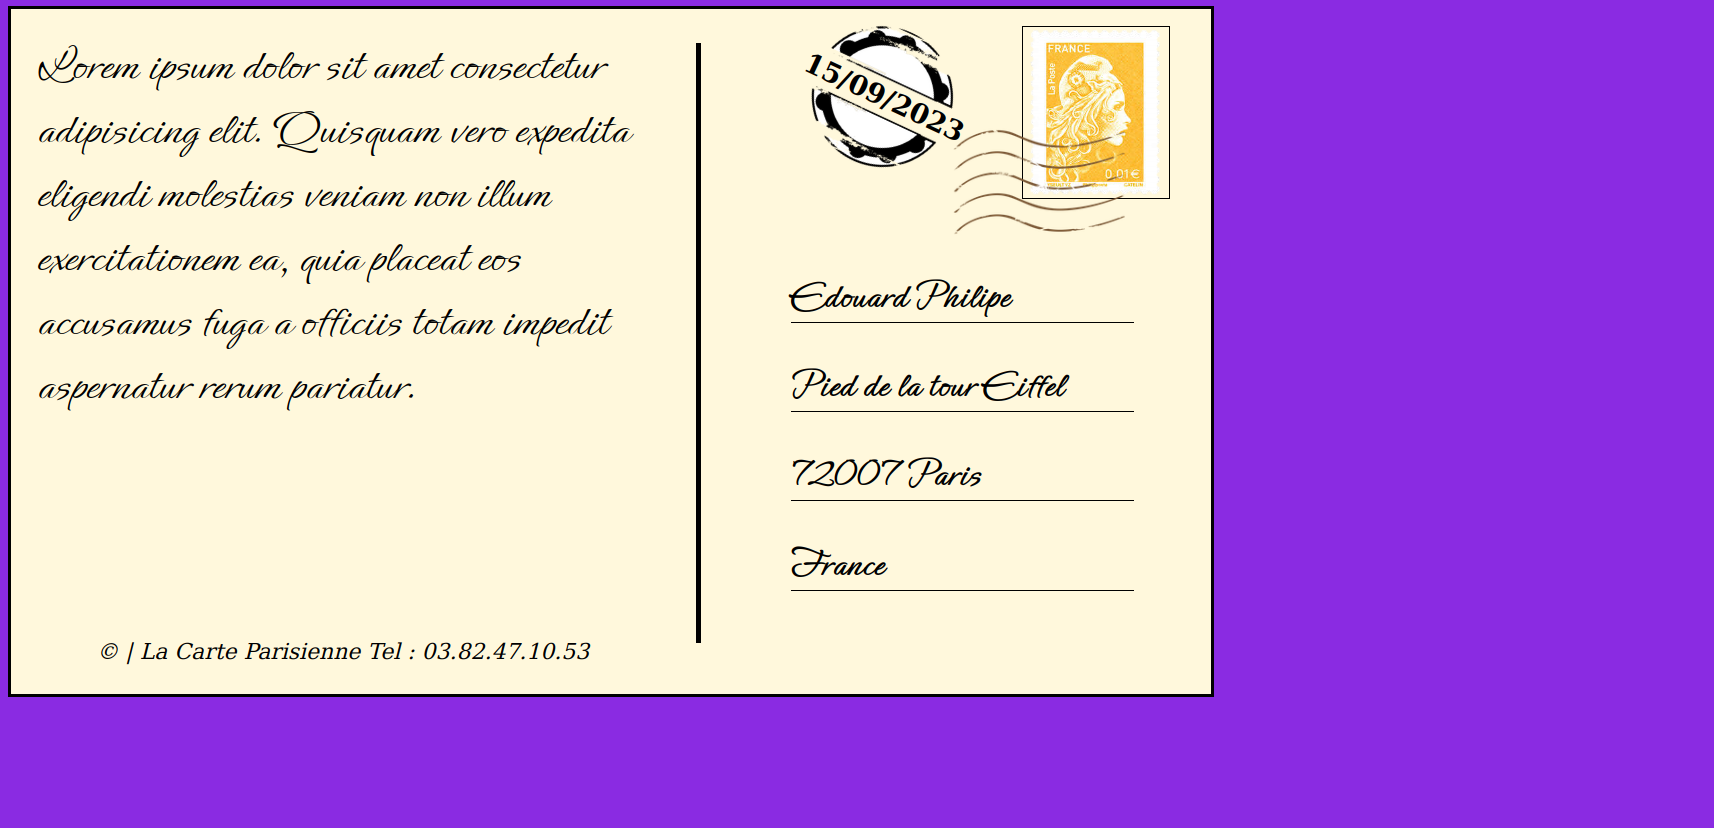 Lorem ipsum dolor sit amet consectetur
adipisicing elit. Quisquam vero expedita
eligendi molestias veniam non illum
exercitationem ea, quia placeat eos
accusamus fuga a officiis totam impedit
aspernatur rerum pariatur.
© | La Carte Parisienne Tel : 03.82.47.10.53
15/09/2023
FRANCE
La Poste
0,01€
Edouard Philipe
Pied de la tour Eiffel
72007 Paris
France